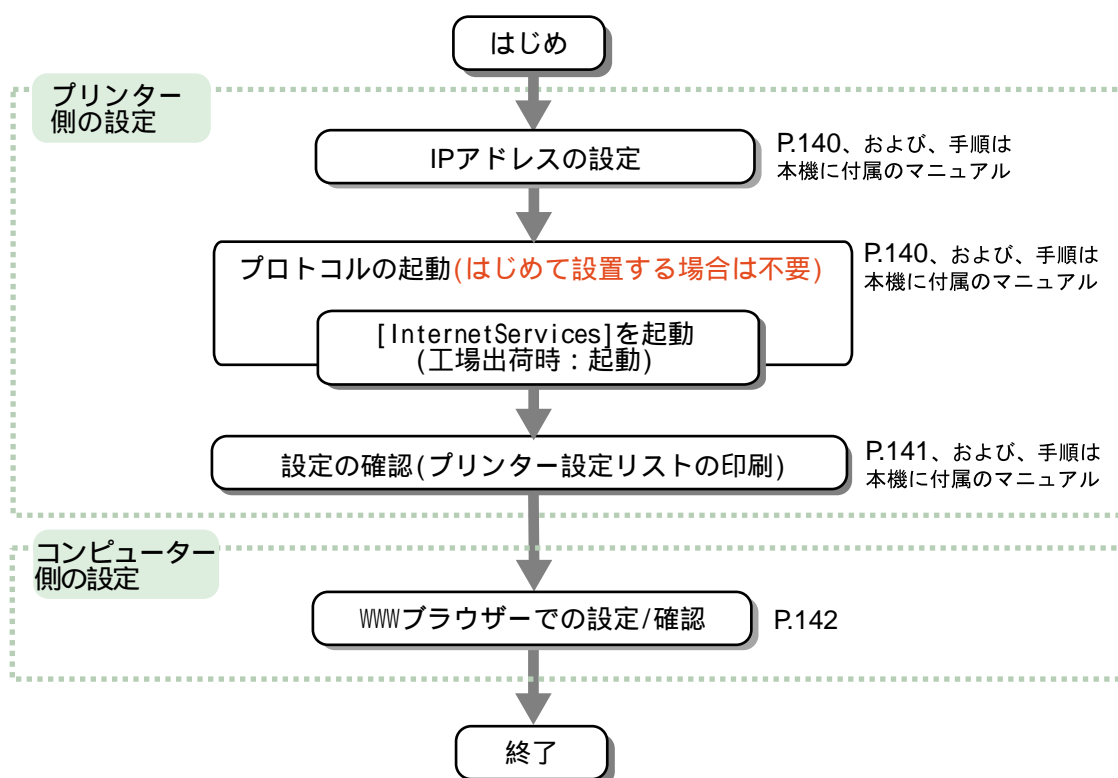 はじめ
プリンター
側の設定
IPアドレスの設定
P.140、および、手順は
本機に付属のマニュアル
プロトコルの起動(はじめて設置する場合は不要)
P.140、および、手順は
本機に付属のマニュアル
[InternetServices]を起動
(工場出荷時：起動)
設定の確認(プリンター設定リストの印刷)
P.141、および、手順は
本機に付属のマニュアル
コンピューター
側の設定
WWWブラウザーでの設定/確認
P.142
終了